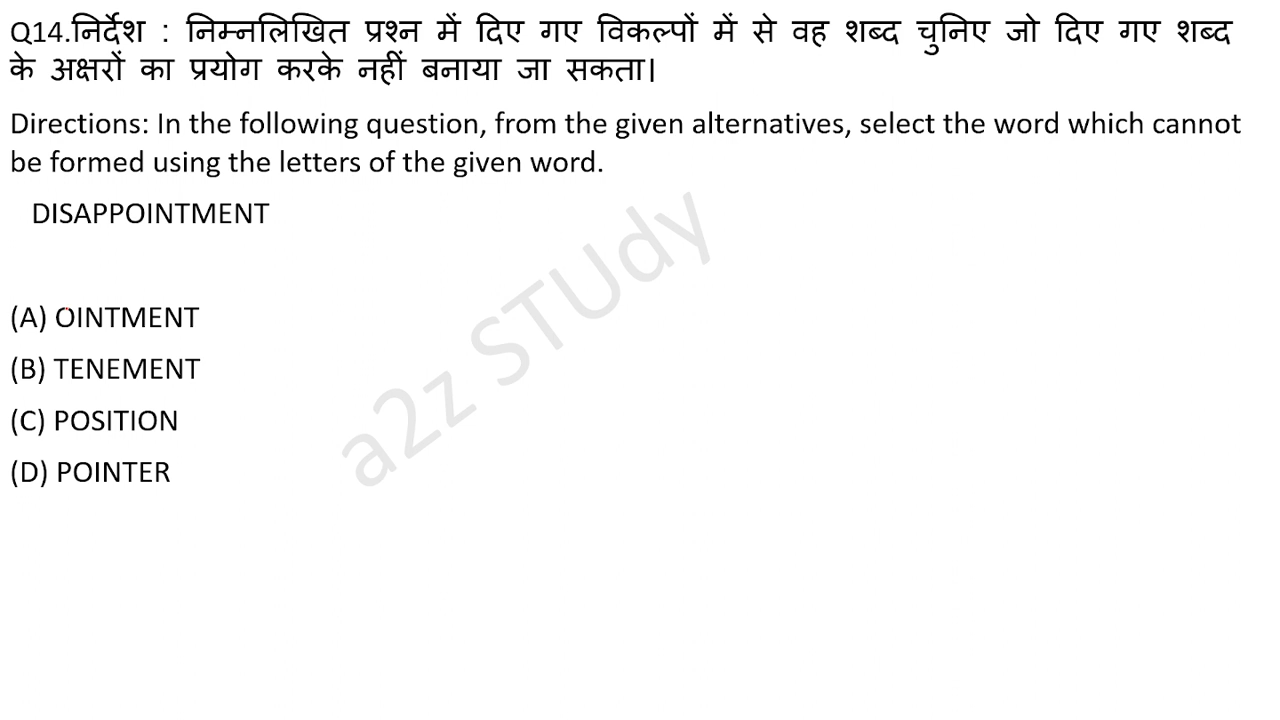 Q14.निर्देश : निम्नलिखित प्रश्न में दिए गए विकल्पों में से वह शब्द चुनिए जो दिए गए शब्द
के अक्षरों का प्रयोग करके नहीं बनाया जा सकता।
Directions: In the following question, from the given alternatives, select the word which cannot
be formed using the letters of the given word.
DISAPPOINTMENT
(A) OINTMENT
(B) TENEMENT
(C) POSITION
(D) POINTER
a2z STUdy